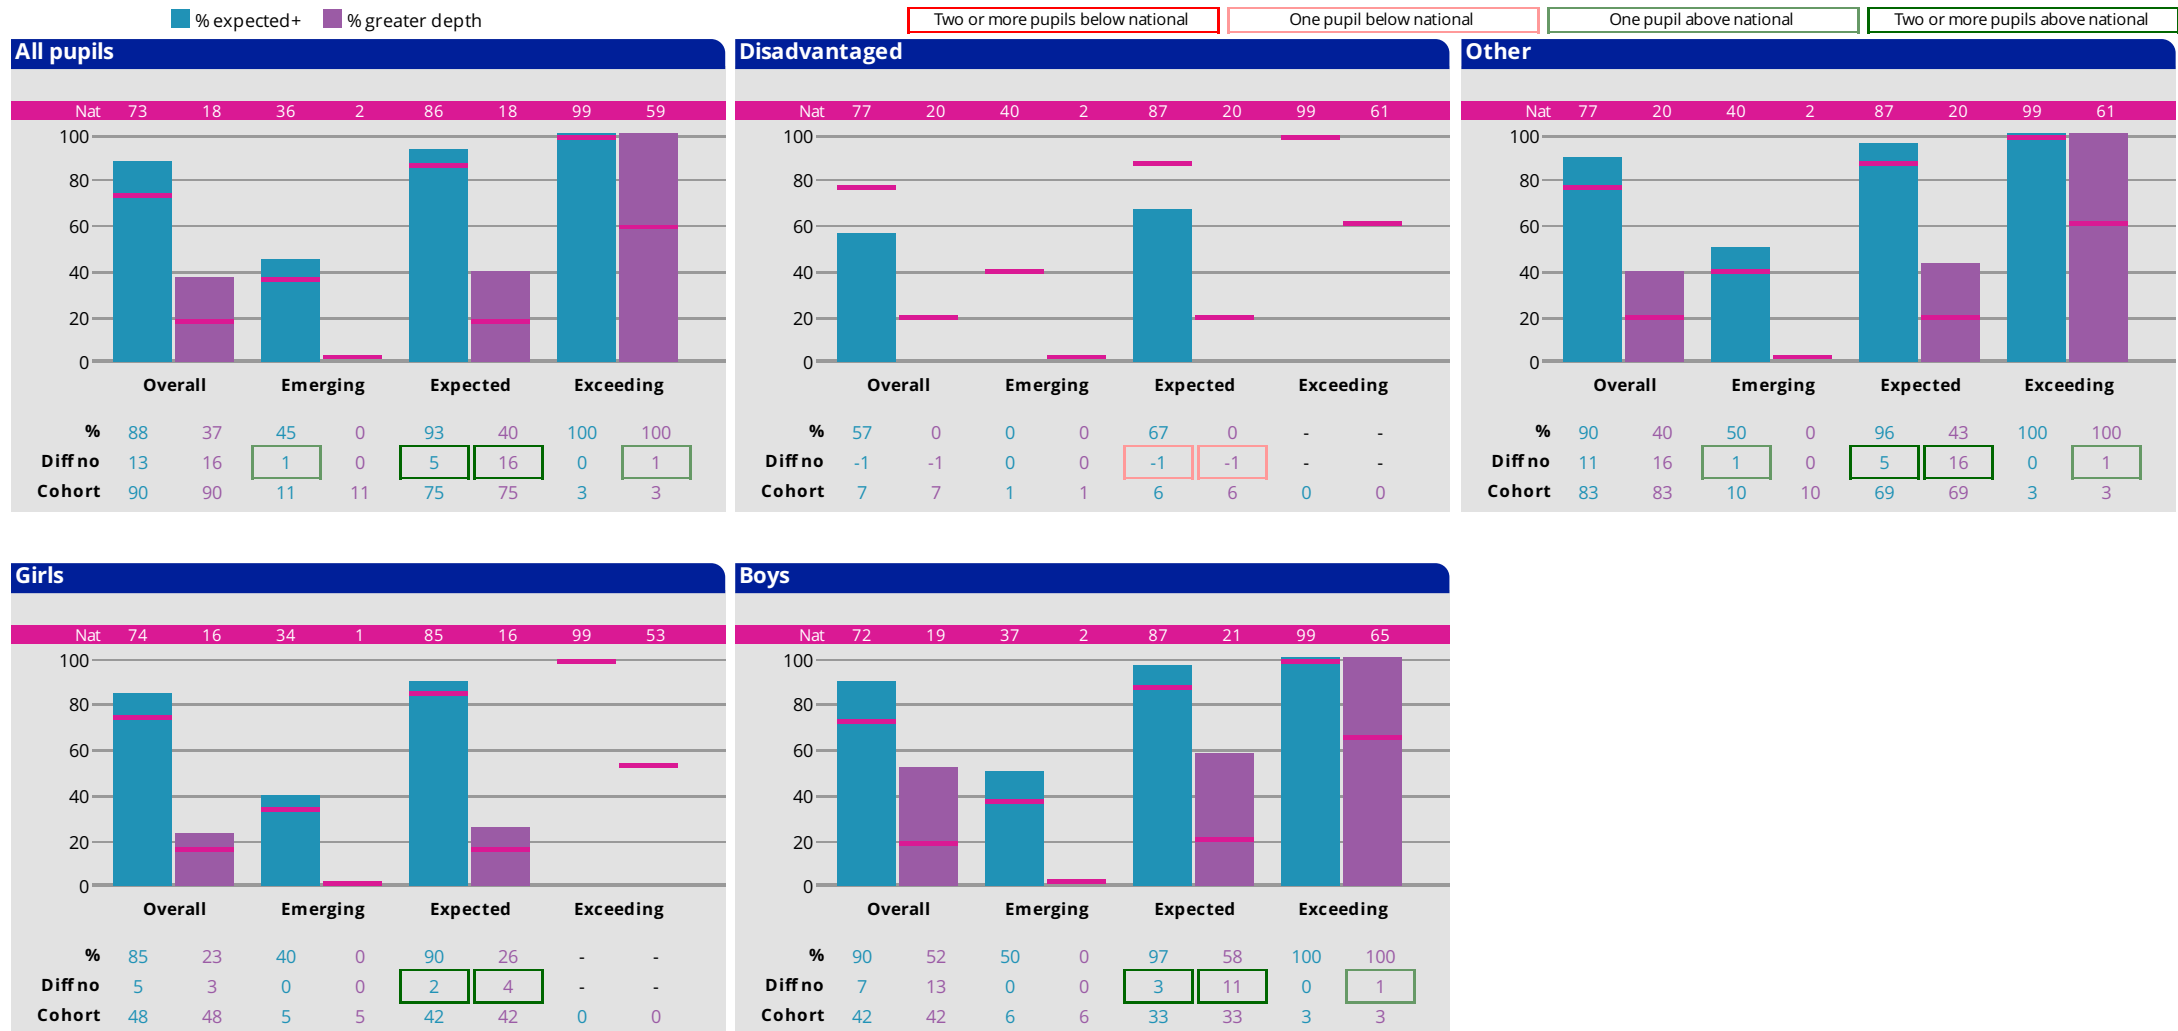 % expected+ % greater depth Two or more pupils below national One pupil below national One pupil above national Two or more pupils above national
All pupils
Nat 73 18 36 2 86 18 99 59
100
80
60
40
20
0
Overall Emerging Expected Exceeding
% 88 37 45 0 93 40 100 100
Diff no 13 16 1 0 5 16 0 1
Cohort 90 90 11 11 75 75 3 3
Disadvantaged
Nat 77 20 40 2 87 20 99 61
100
80
60
40
20
0
Overall Emerging Expected Exceeding
% 57 0 0 0 67 0 - -
Diff no -1 -1 0 0 -1 -1 - -
Cohort 7 7 1 1 6 6 0 0
Other
Nat 77 20 40 2 87 20 99 61
100
80
60
40
20
0
Overall Emerging Expected Exceeding
% 90 40 50 0 96 43 100 100
Diff no 11 16 1 0 5 16 0 1
Cohort 83 83 10 10 69 69 3 3
Girls
Nat 74 16 34 1 85 16 99 53
100
80
60
40
20
0
Overall Emerging Expected Exceeding
% 85 23 40 0 90 26 - -
Diff no 5 3 0 0 2 4 - -
Cohort 48 48 5 5 42 42 0 0
Boys
Nat 72 19 37 2 87 21 99 65
100
80
60
40
20
0
Overall Emerging Expected Exceeding
% 90 52 50 0 97 58 100 100
Diff no 7 13 0 0 3 11 0 1
Cohort 42 42 6 6 33 33 3 3